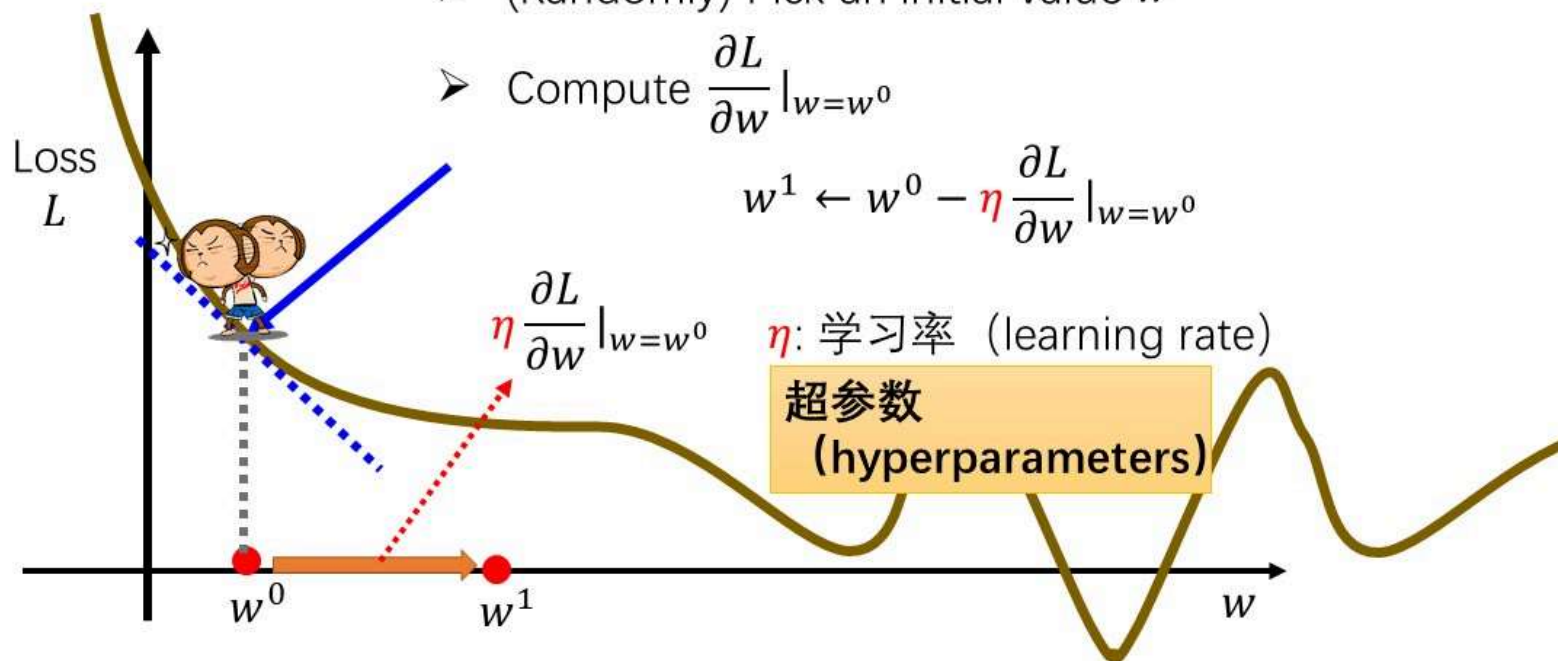 ➤ Compute ∂L/∂w |w=w⁰
Loss
L
w¹ ← w⁰ − η ∂L/∂w |w=w⁰
η ∂L/∂w |w=w⁰
η: 学习率（learning rate）
超参数
（hyperparameters）
w⁰
w¹
w